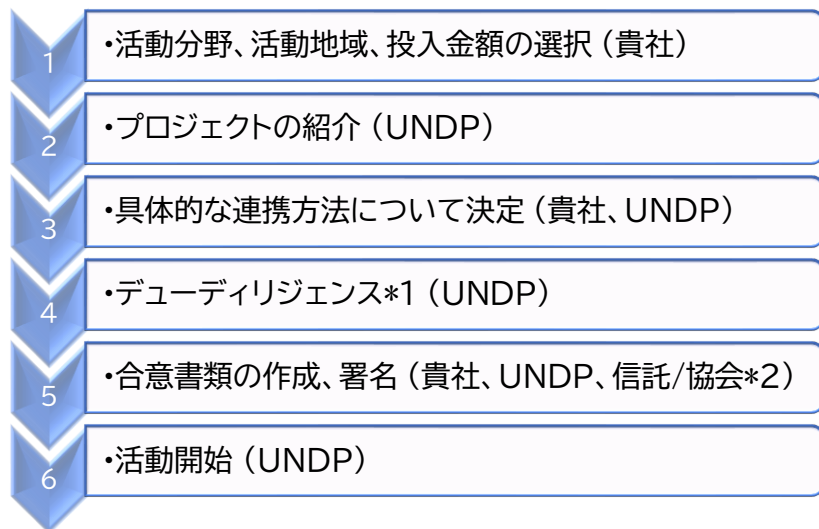 1
・活動分野、活動地域、投入金額の選択（貴社）
2
・プロジェクトの紹介（UNDP）
3
・具体的な連携方法について決定（貴社、UNDP）
4
・デューディリジェンス*1（UNDP）
5
・合意書類の作成、署名（貴社、UNDP、信託/協会*2）
6
・活動開始（UNDP）